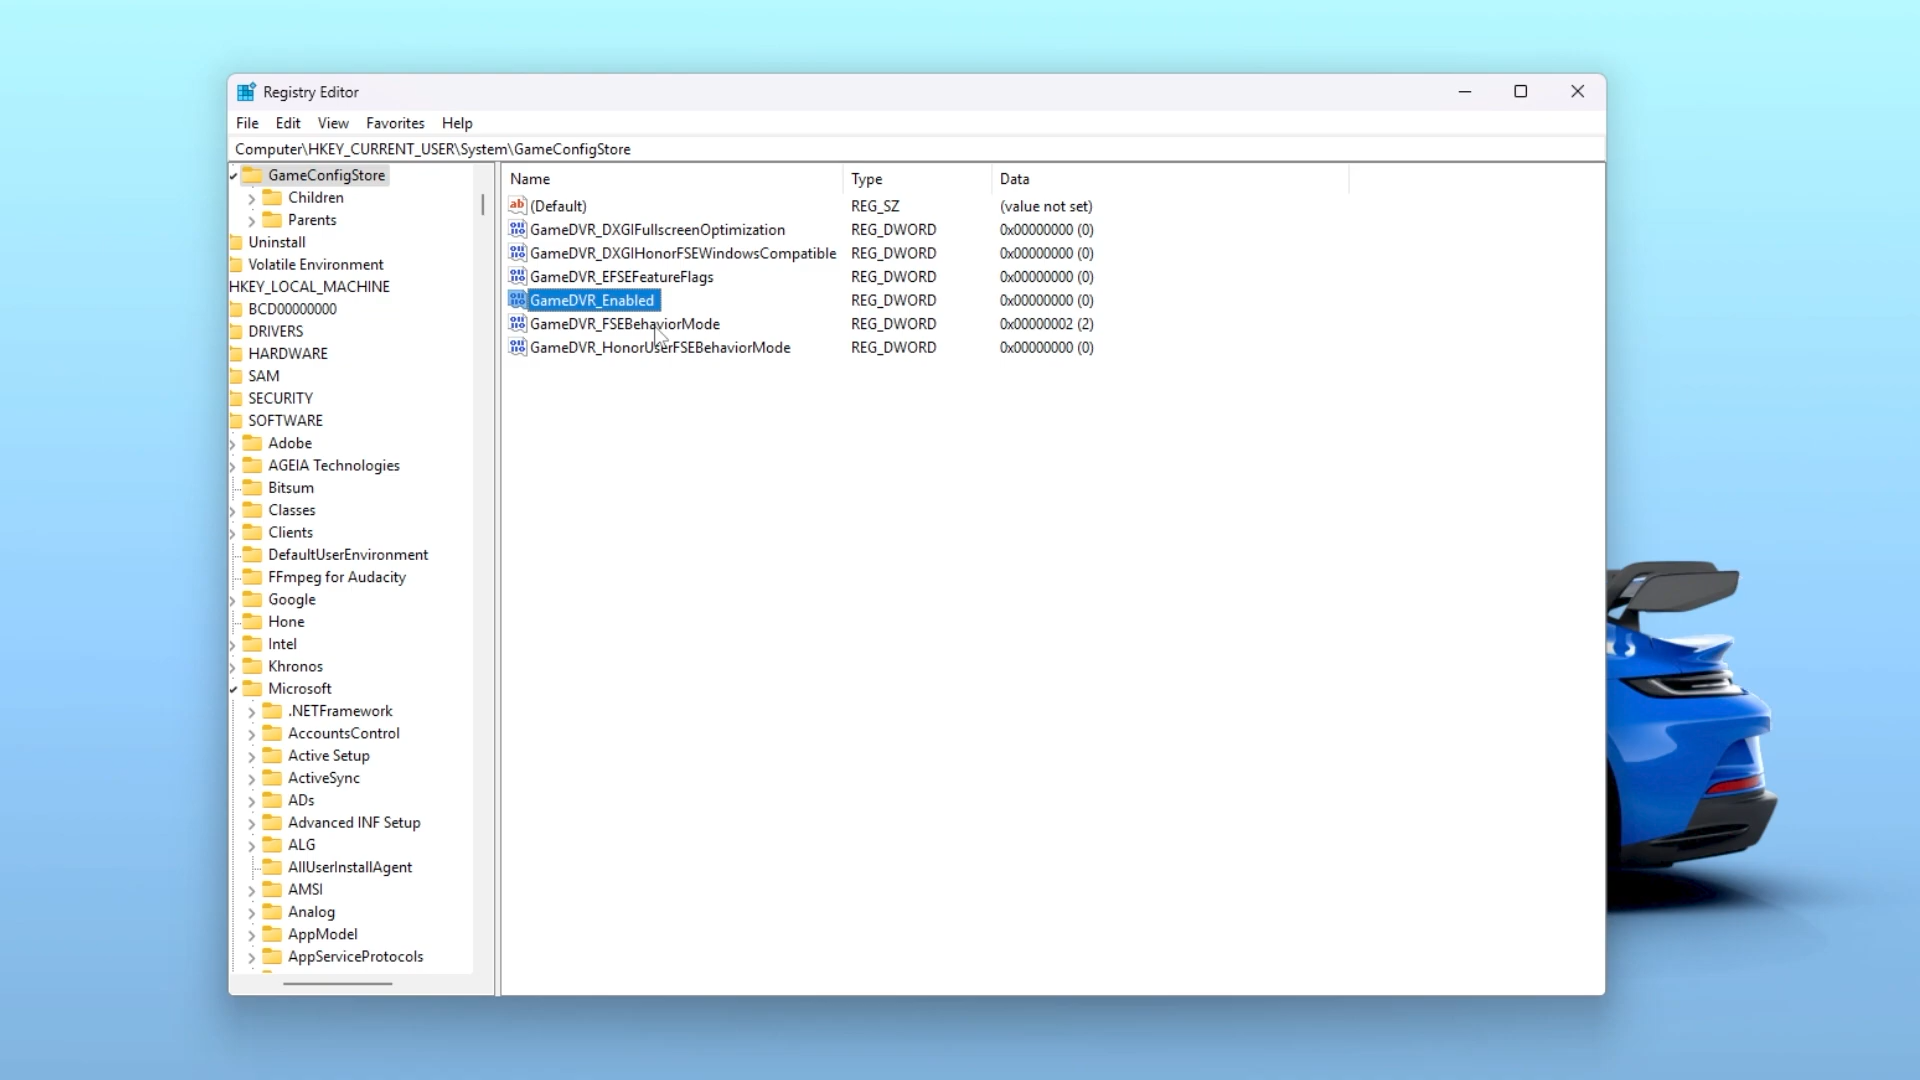 Registry Editor
File Edit View Favorites Help
Computer\HKEY_CURRENT_USER\System\GameConfigStore
GameConfigStore
Children
Parents
Uninstall
Volatile Environment
HKEY_LOCAL_MACHINE
BCD00000000
DRIVERS
HARDWARE
SAM
SECURITY
SOFTWARE
Adobe
AGEIA Technologies
Bitsum
Classes
Clients
DefaultUserEnvironment
FFmpeg for Audacity
Google
Hone
Intel
Khronos
Microsoft
.NETFramework
AccountsControl
Active Setup
ActiveSync
ADs
Advanced INF Setup
ALG
AllUserInstallAgent
AMSI
Analog
AppModel
AppServiceProtocols
Name Type Data
ab (Default) REG_SZ (value not set)
GameDVR_DXGIFullscreenOptimization REG_DWORD 0x00000000 (0)
GameDVR_DXGIHonorFSEWindowsCompatible REG_DWORD 0x00000000 (0)
GameDVR_EFSEFeatureFlags REG_DWORD 0x00000000 (0)
GameDVR_Enabled REG_DWORD 0x00000000 (0)
GameDVR_FSEBehaviorMode REG_DWORD 0x00000002 (2)
GameDVR_HonorUserFSEBehaviorMode REG_DWORD 0x00000000 (0)